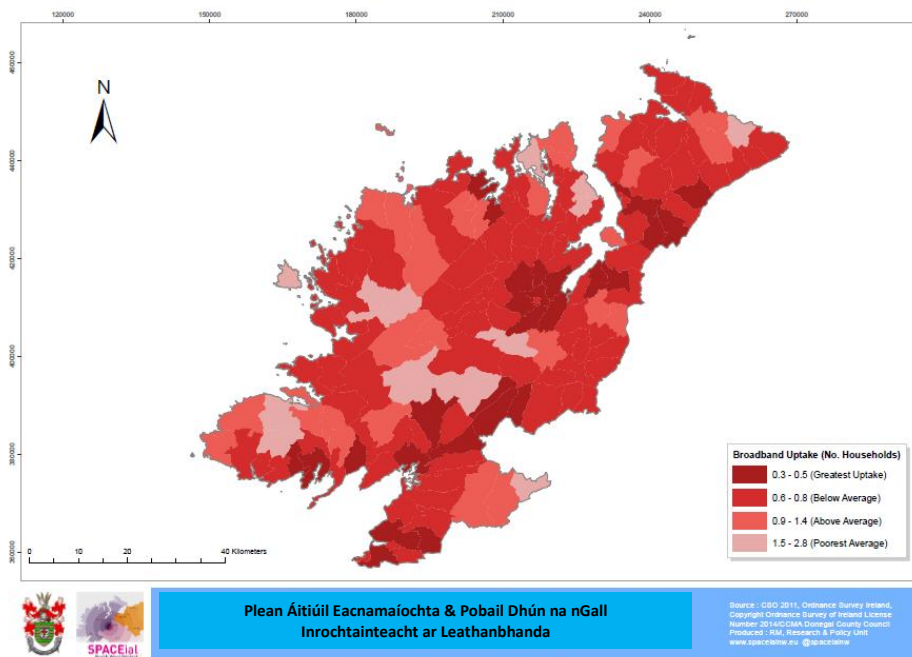 120000 150000 180000 210000 240000 270000
460000
440000
420000
400000
380000
360000
N
0 5 10 20 30 40 Kilometers
Broadband Uptake (No. Households)
0.3 - 0.5 (Greatest Uptake)
0.6 - 0.8 (Below Average)
0.9 - 1.4 (Above Average)
1.5 - 2.8 (Poorest Average)
SPACEial
Plean Áitiúil Eacnamaíochta & Pobail Dhún na nGall
Inrochtainteacht ar Leathanbhanda
Source : CSO 2011, Ordnance Survey Ireland,
Copyright Ordnance Survey of Ireland License
Number 2014/CCMA Donegal County Council
Produced : RM, Research & Policy Unit
www.spaceialnw.eu @spaceialnw